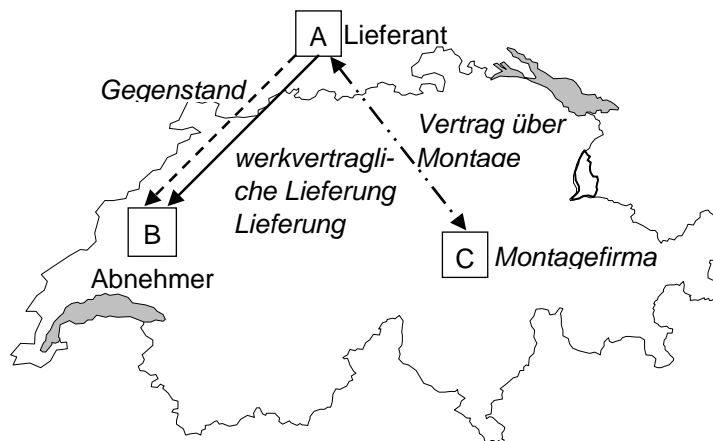 A Lieferant
Gegenstand
Vertrag über
Montage
werkvertragli-
che Lieferung
Lieferung
B
Abnehmer
C Montagefirma